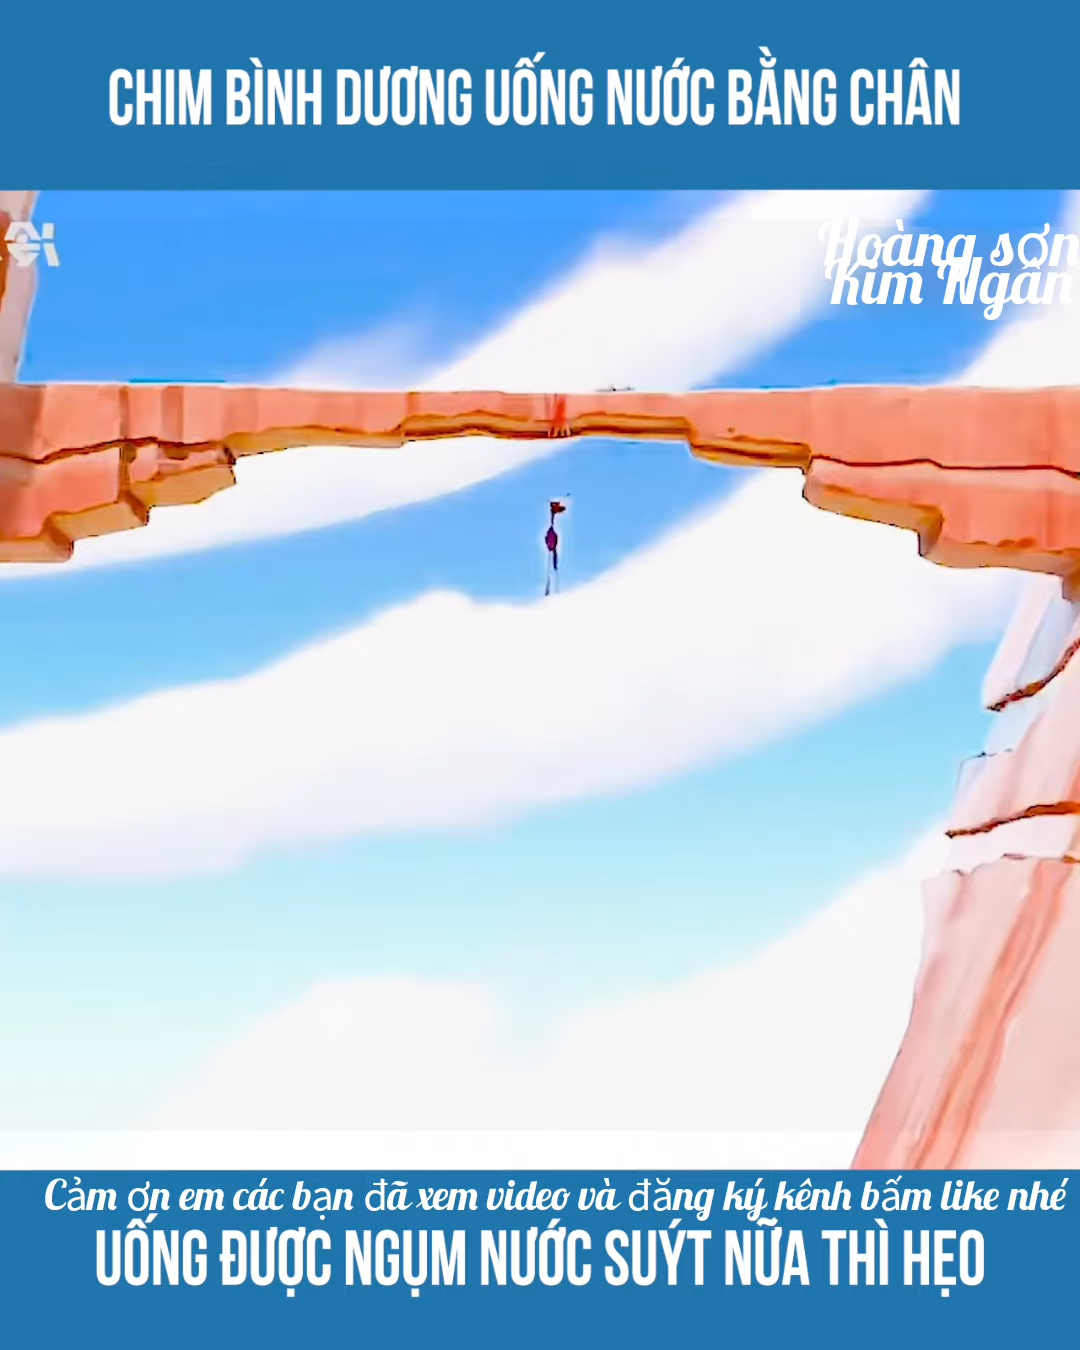 CHIM BÌNH DƯƠNG UỐNG NƯỚC BẰNG CHÂN
Hoàng sơn
Kim Ngân
Cảm ơn em các bạn đã xem video và đăng ký kênh bấm like nhé
UỐNG ĐƯỢC NGỤM NƯỚC SUÝT NỮA THÌ HẸO